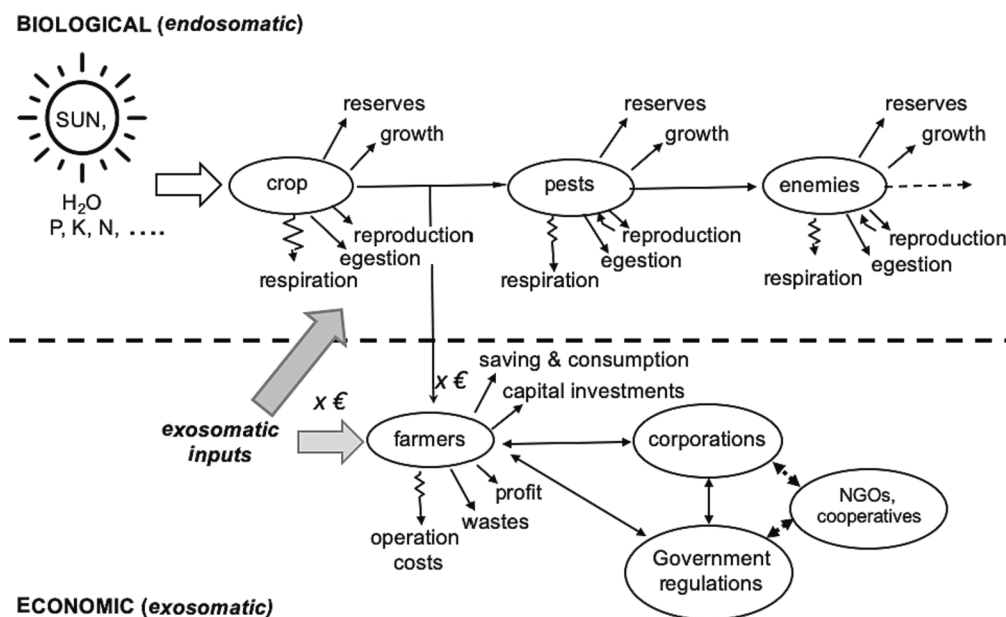 BIOLOGICAL (endosomatic)
SUN,
H2O
P, K, N, ....
reserves
growth
crop
reproduction
egestion
respiration
reserves
growth
pests
reproduction
egestion
respiration
reserves
growth
enemies
reproduction
egestion
respiration
x €
exosomatic
inputs
x €
saving & consumption
capital investments
farmers
profit
wastes
operation
costs
corporations
NGOs,
cooperatives
Government
regulations
ECONOMIC (exosomatic)